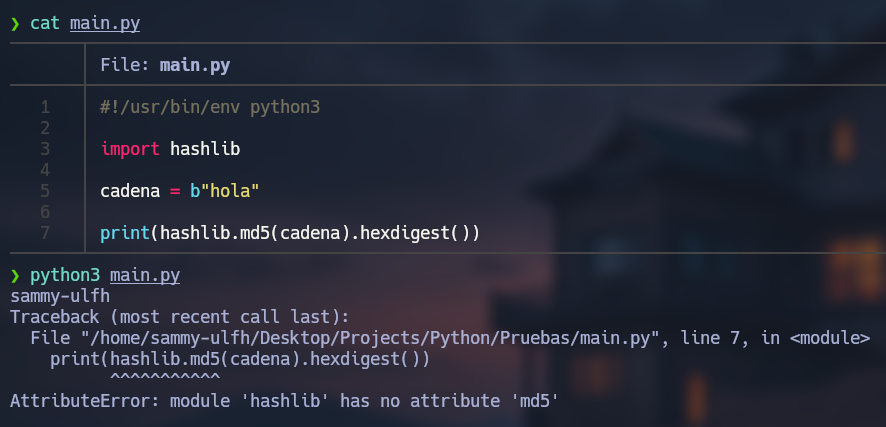 ❯ cat main.py
File: main.py
1 #!/usr/bin/env python3
2
3 import hashlib
4
5 cadena = b"hola"
6
7 print(hashlib.md5(cadena).hexdigest())
❯ python3 main.py
sammy-ulfh
Traceback (most recent call last):
  File "/home/sammy-ulfh/Desktop/Projects/Python/Pruebas/main.py", line 7, in <module>
    print(hashlib.md5(cadena).hexdigest())
          ^^^^^^^^^^^
AttributeError: module 'hashlib' has no attribute 'md5'